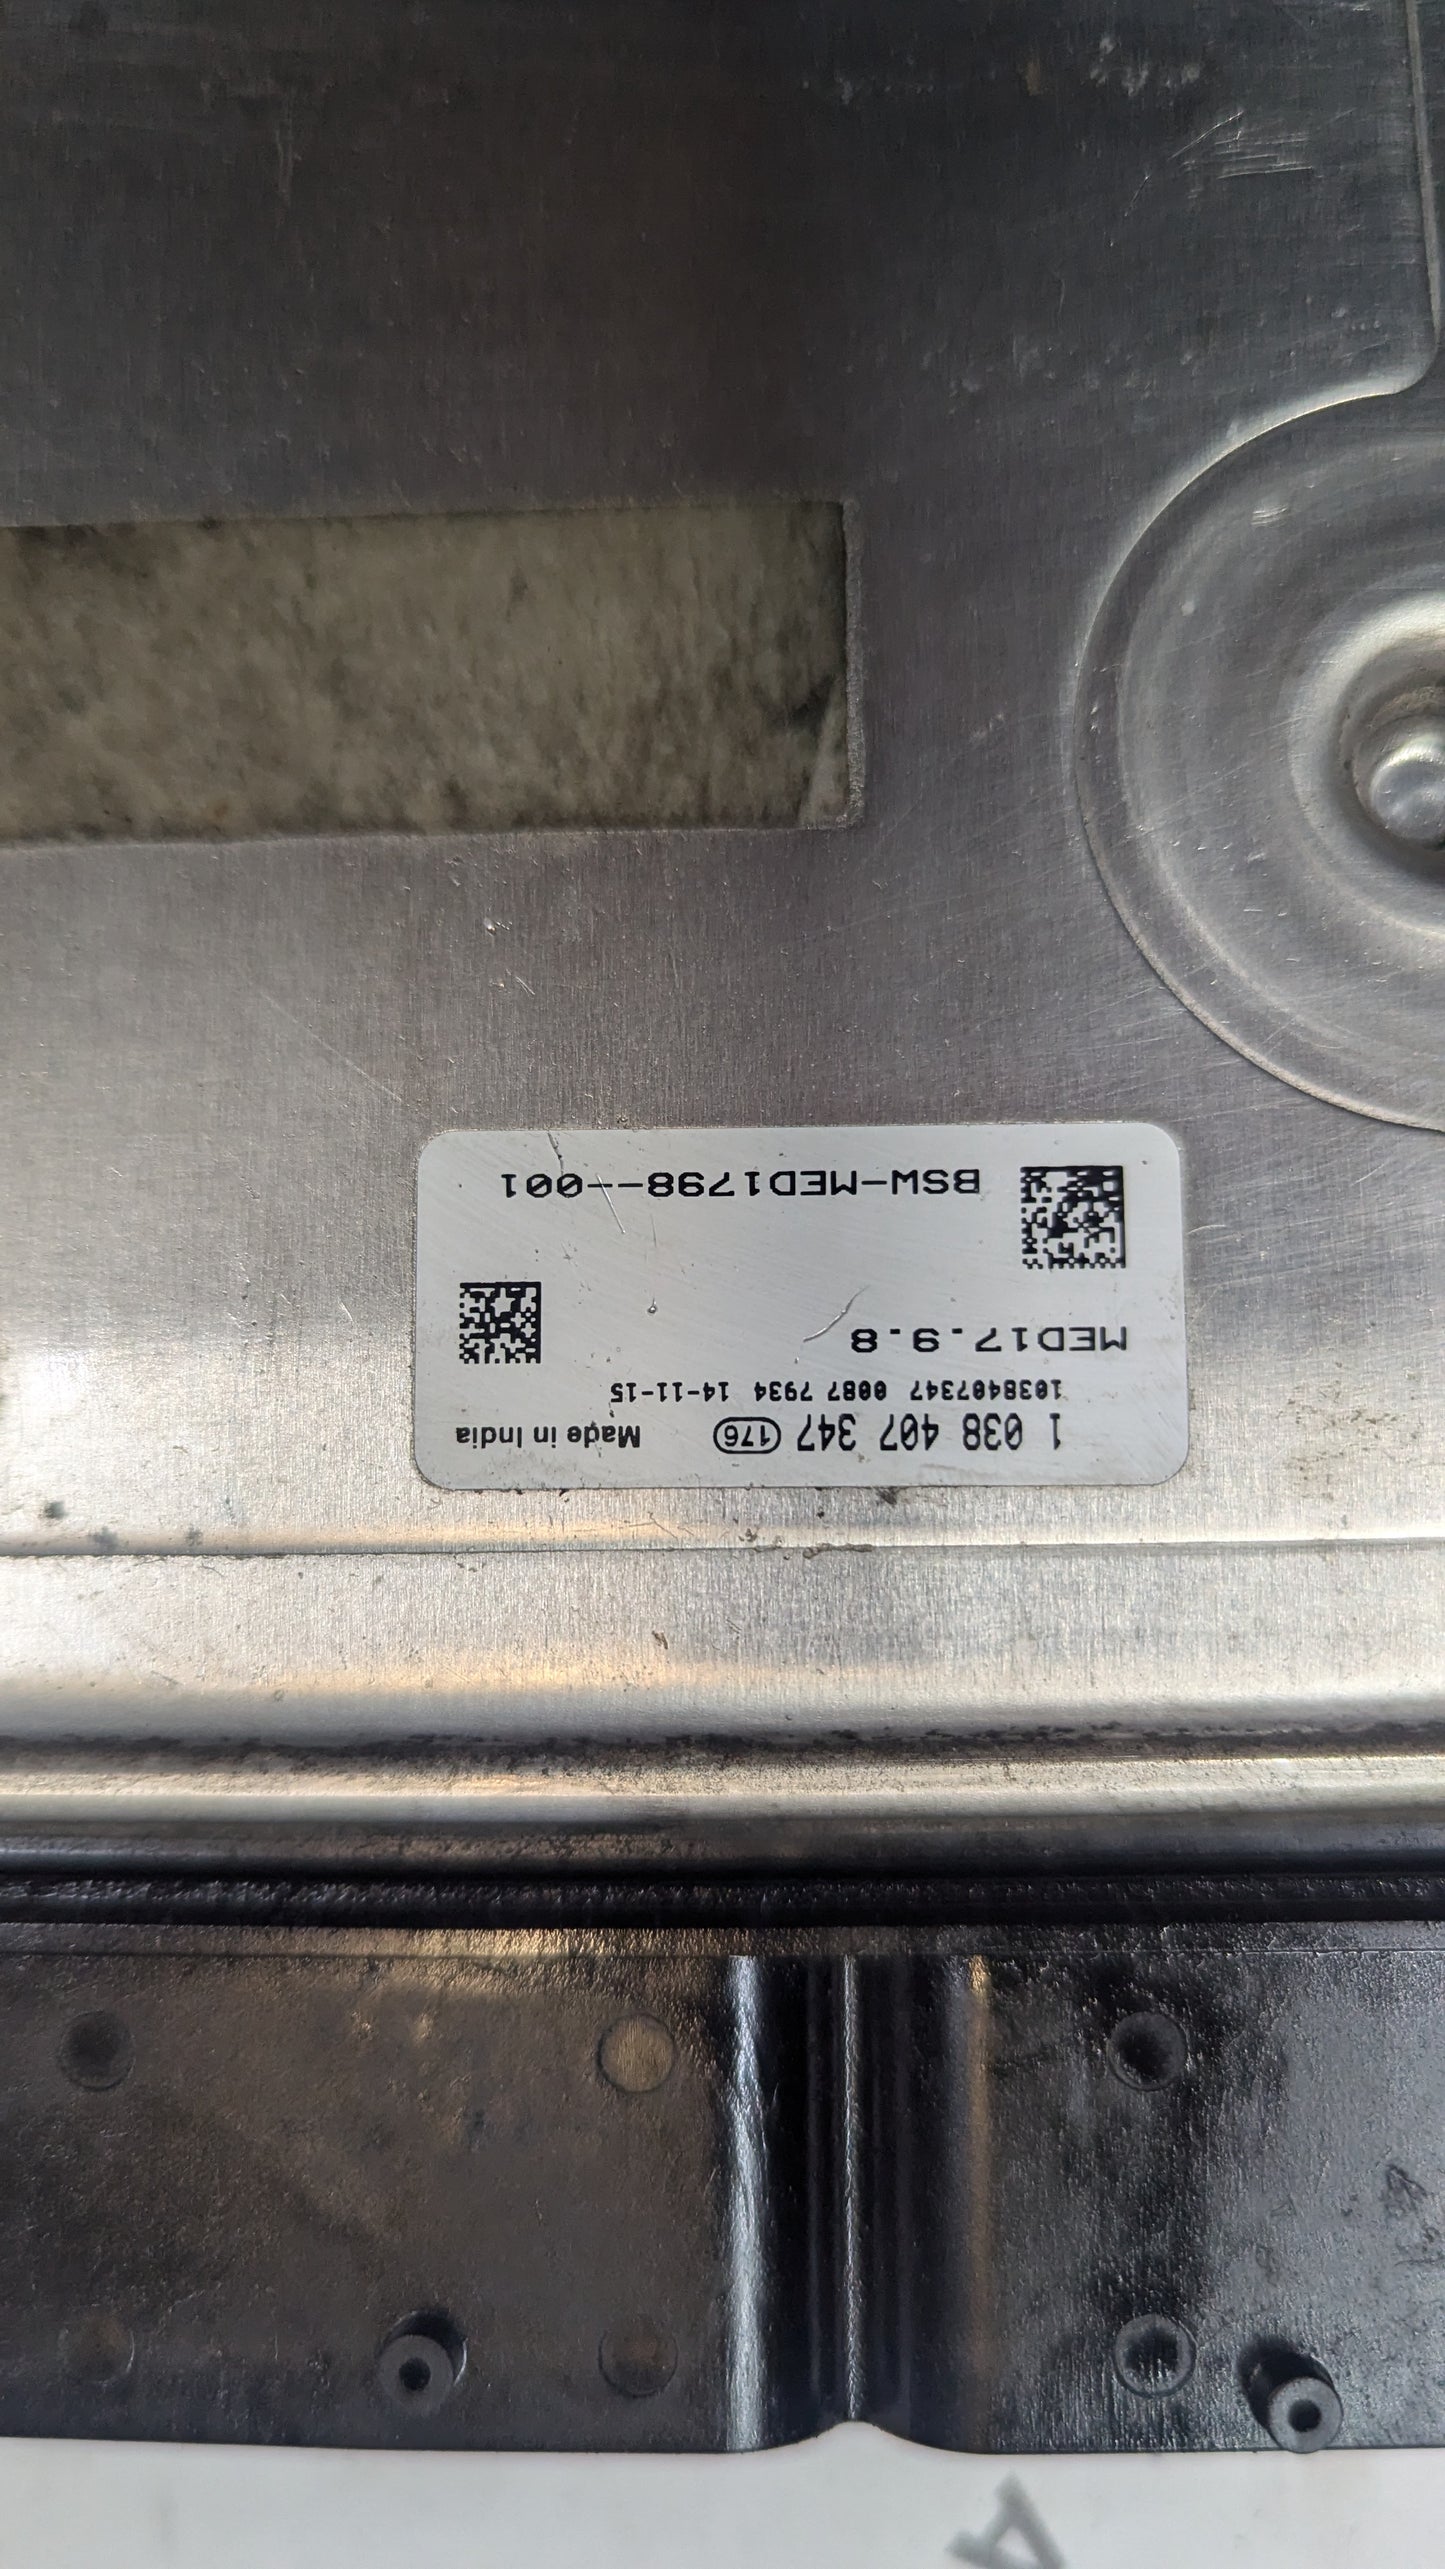 1 038 407 347 176 Made in India
1038407347 0087 7934 14-11-15
MED17.9.8
BSW-MED1798--001
A